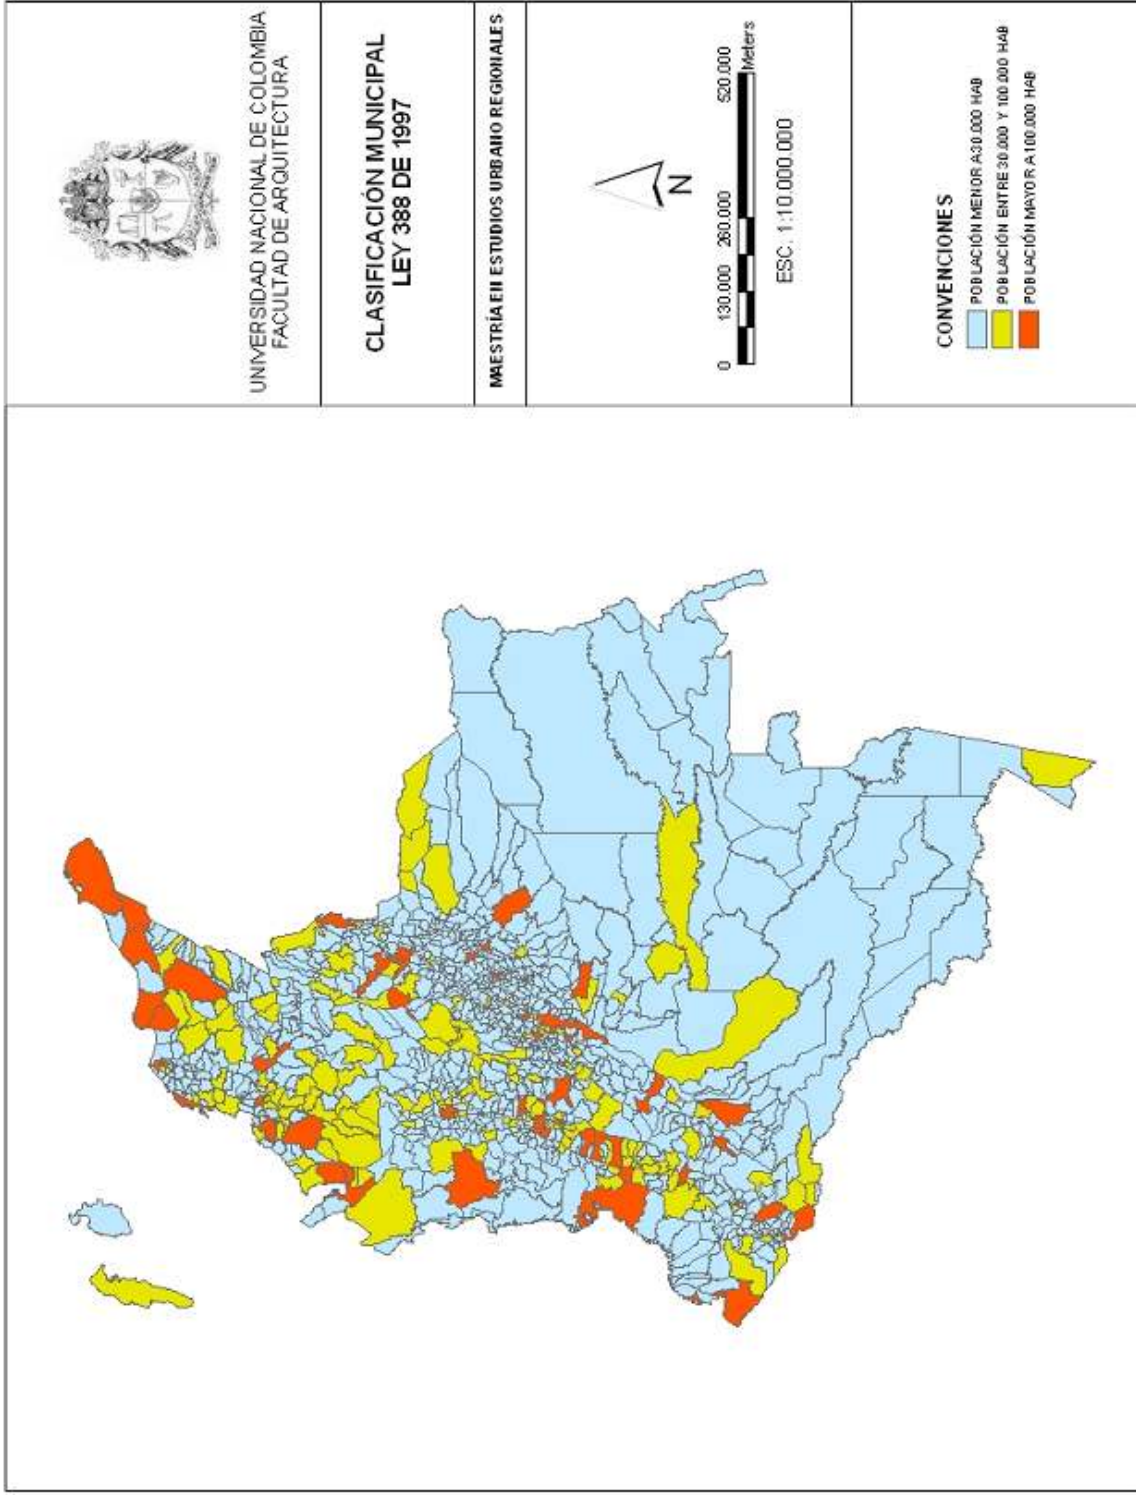 UNIVERSIDAD NACIONAL DE COLOMBIA
FACULTAD DE ARQUITECTURA
CLASIFICACIÓN MUNICIPAL
LEY 388 DE 1997
MAESTRÍA EN ESTUDIOS URBANO REGIONALES
N
0 130.000 260.000 520.000
Meters
ESC. 1:10.000.000
CONVENCIONES
POBLACIÓN MENOR A 30.000 HAB
POBLACIÓN ENTRE 30.000 Y 100.000 HAB
POBLACIÓN MAYOR A 100.000 HAB